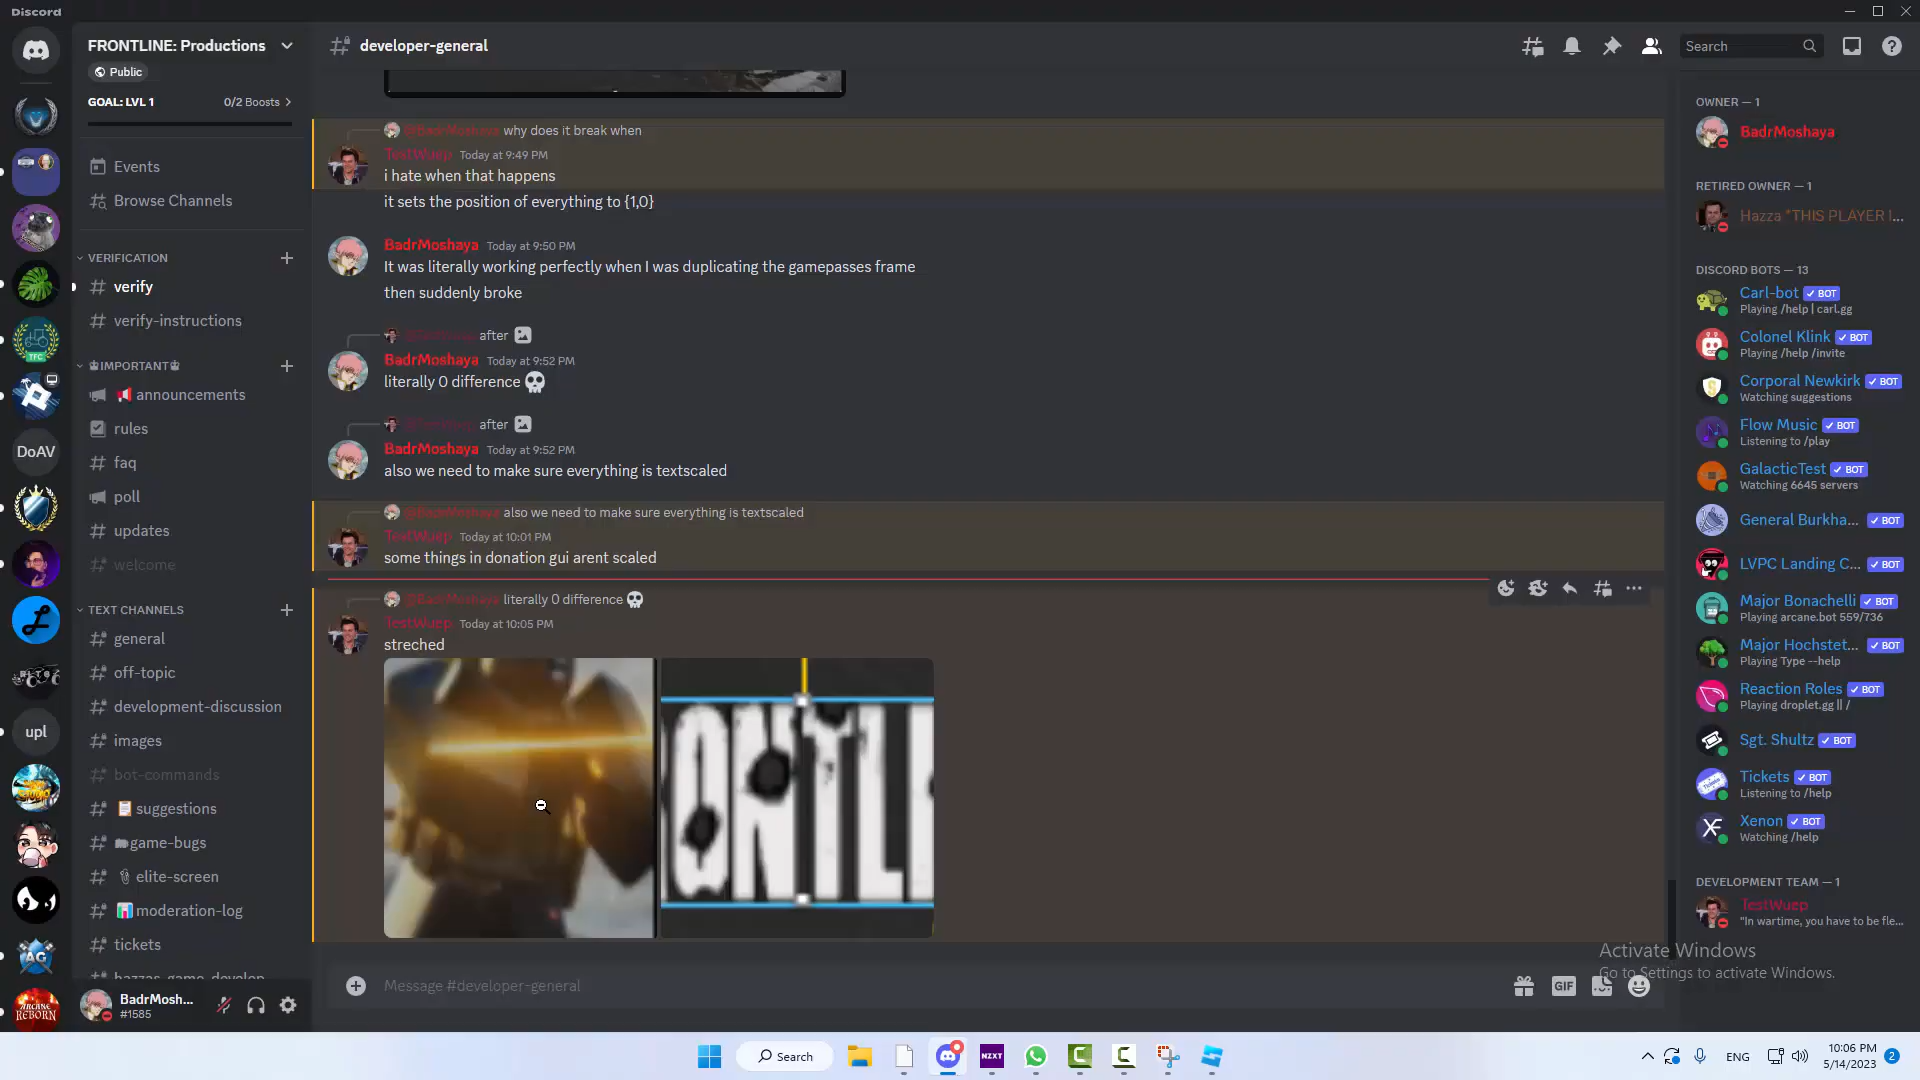 Discord
FRONTLINE: Productions
Public
GOAL: LVL 1
0/2 Boosts
Events
Browse Channels
VERIFICATION
verify
verify-instructions
IMPORTANT
announcements
rules
faq
poll
updates
welcome
TEXT CHANNELS
general
off-topic
development-discussion
images
bot-commands
suggestions
game-bugs
elite-screen
moderation-log
tickets
hazzas-game-develop
BadrMosh...
#1585
TFC
DoAV
upl
AG
ARCANE
REBORN
developer-general
Search
@BadrMoshaya why does it break when
TestWuep Today at 9:49 PM
i hate when that happens
it sets the position of everything to {1,0}
BadrMoshaya Today at 9:50 PM
It was literally working perfectly when I was duplicating the gamepasses frame
then suddenly broke
@TestWuep after
BadrMoshaya Today at 9:52 PM
literally 0 difference 💀
@TestWuep after
BadrMoshaya Today at 9:52 PM
also we need to make sure everything is textscaled
@BadrMoshaya also we need to make sure everything is textscaled
TestWuep Today at 10:01 PM
some things in donation gui arent scaled
@BadrMoshaya literally 0 difference 💀
TestWuep Today at 10:05 PM
streched
ONTL
Message #developer-general
GIF
OWNER — 1
BadrMoshaya
RETIRED OWNER — 1
Hazza "THIS PLAYER I...
DISCORD BOTS — 13
Carl-bot ✓ BOT
Playing /help | carl.gg
Colonel Klink ✓ BOT
Playing /help /invite
Corporal Newkirk ✓ BOT
Watching suggestions
Flow Music ✓ BOT
Listening to /play
GalacticTest ✓ BOT
Watching 6645 servers
General Burkha... ✓ BOT
LVPC Landing C... ✓ BOT
Major Bonachelli ✓ BOT
Playing arcane.bot 559/736
Major Hochstet... ✓ BOT
Playing Type --help
Reaction Roles ✓ BOT
Playing droplet.gg || /
Sgt. Shultz ✓ BOT
Tickets ✓ BOT
Listening to /help
Xenon ✓ BOT
Watching /help
DEVELOPMENT TEAM — 1
TestWuep
"In wartime, you have to be fle...
Activate Windows
Go to Settings to activate Windows.
Search
NZXT
ENG
10:06 PM
5/14/2023
2